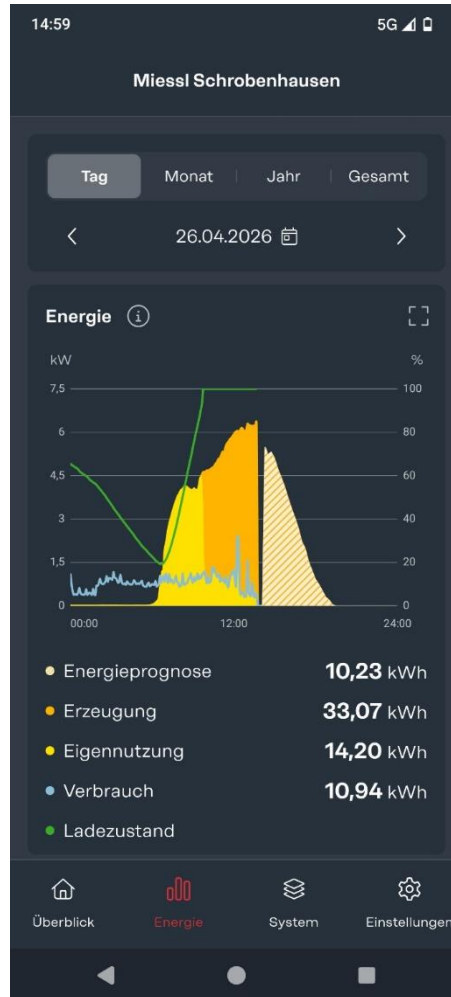 14:59 5G
Miessl Schrobenhausen
Tag Monat Jahr Gesamt
26.04.2026
Energie
kW %
7,5 100
6 80
4,5 60
3 40
1,5 20
0 0
00:00 12:00 24:00
Energieprognose 10,23 kWh
Erzeugung 33,07 kWh
Eigennutzung 14,20 kWh
Verbrauch 10,94 kWh
Ladezustand
Überblick Energie System Einstellungen